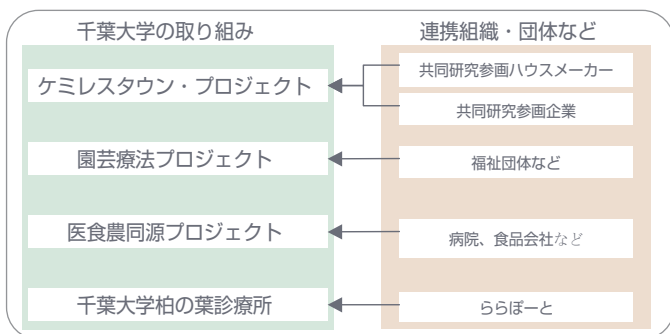 千葉大学の取り組み
連携組織・団体など
ケミレスタウン・プロジェクト
共同研究参画ハウスメーカー
共同研究参画企業
園芸療法プロジェクト
福祉団体など
医食農同源プロジェクト
病院、食品会社など
千葉大学柏の葉診療所
ららぽーと